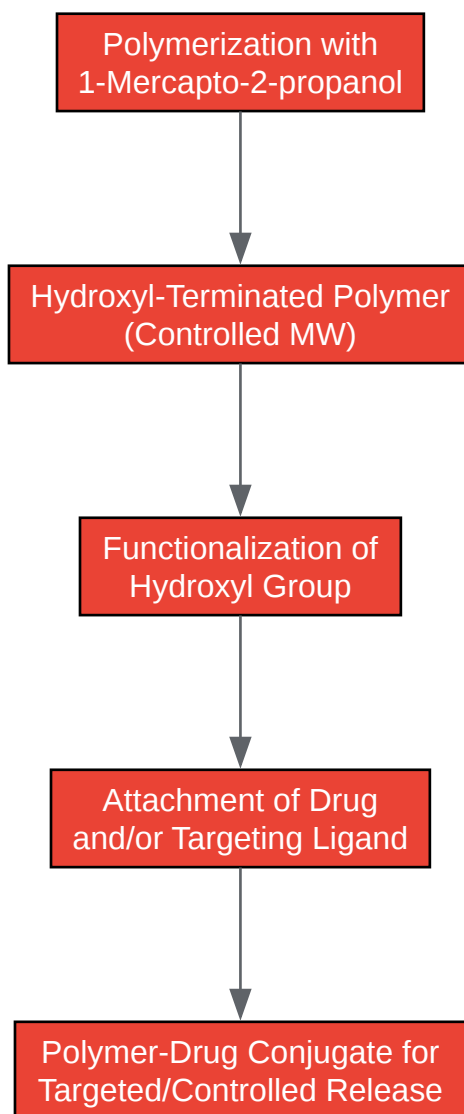 Polymerization with
1-Mercapto-2-propanol
Hydroxyl-Terminated Polymer
(Controlled MW)
Functionalization of
Hydroxyl Group
Attachment of Drug
and/or Targeting Ligand
Polymer-Drug Conjugate for
Targeted/Controlled Release